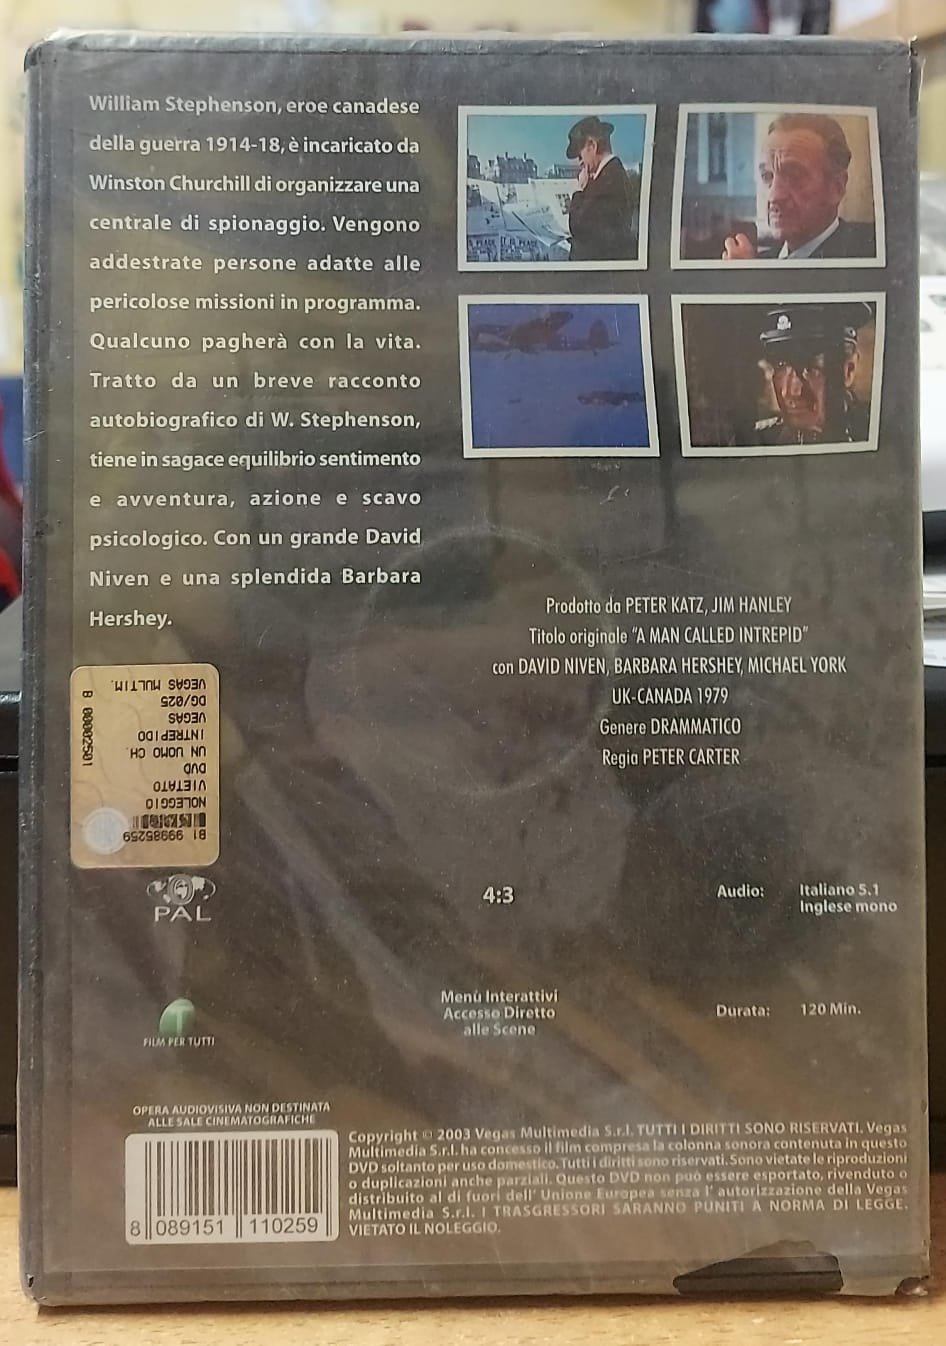 William Stephenson, eroe canadese
della guerra 1914-18, è incaricato da
Winston Churchill di organizzare una
centrale di spionaggio. Vengono
addestrate persone adatte alle
pericolose missioni in programma.
Qualcuno pagherà con la vita.
Tratto da un breve racconto
autobiografico di W. Stephenson,
tiene in sagace equilibrio sentimento
e avventura, azione e scavo
psicologico. Con un grande David
Niven e una splendida Barbara
Hershey.
Prodotto da PETER KATZ, JIM HANLEY
Titolo originale "A MAN CALLED INTREPID"
con DAVID NIVEN, BARBARA HERSHEY, MICHAEL YORK
UK-CANADA 1979
Genere DRAMMATICO
Regia PETER CARTER
B1 99985259
NOLEGGIO
VIETATO
DVD
UN UOMO CH.
INTREPIDO
VEGAS
DG/025
VEGAS MULTIM.
B 00002501
PAL
4:3
Audio: Italiano 5.1
Inglese mono
Menù Interattivi
Accesso Diretto
alle Scene
Durata: 120 Min.
T
FILM PER TUTTI
OPERA AUDIOVISIVA NON DESTINATA
ALLE SALE CINEMATOGRAFICHE
8 089151 110259
Copyright © 2003 Vegas Multimedia S.r.l. TUTTI I DIRITTI SONO RISERVATI. Vegas
Multimedia S.r.l. ha concesso il film compresa la colonna sonora contenuta in questo
DVD soltanto per uso domestico. Tutti i diritti sono riservati. Sono vietate le riproduzioni
o duplicazioni anche parziali. Questo DVD non può essere esportato, rivenduto o
distribuito al di fuori dell' Unione Europea senza l' autorizzazione della Vegas
Multimedia S.r.l. I TRASGRESSORI SARANNO PUNITI A NORMA DI LEGGE.
VIETATO IL NOLEGGIO.